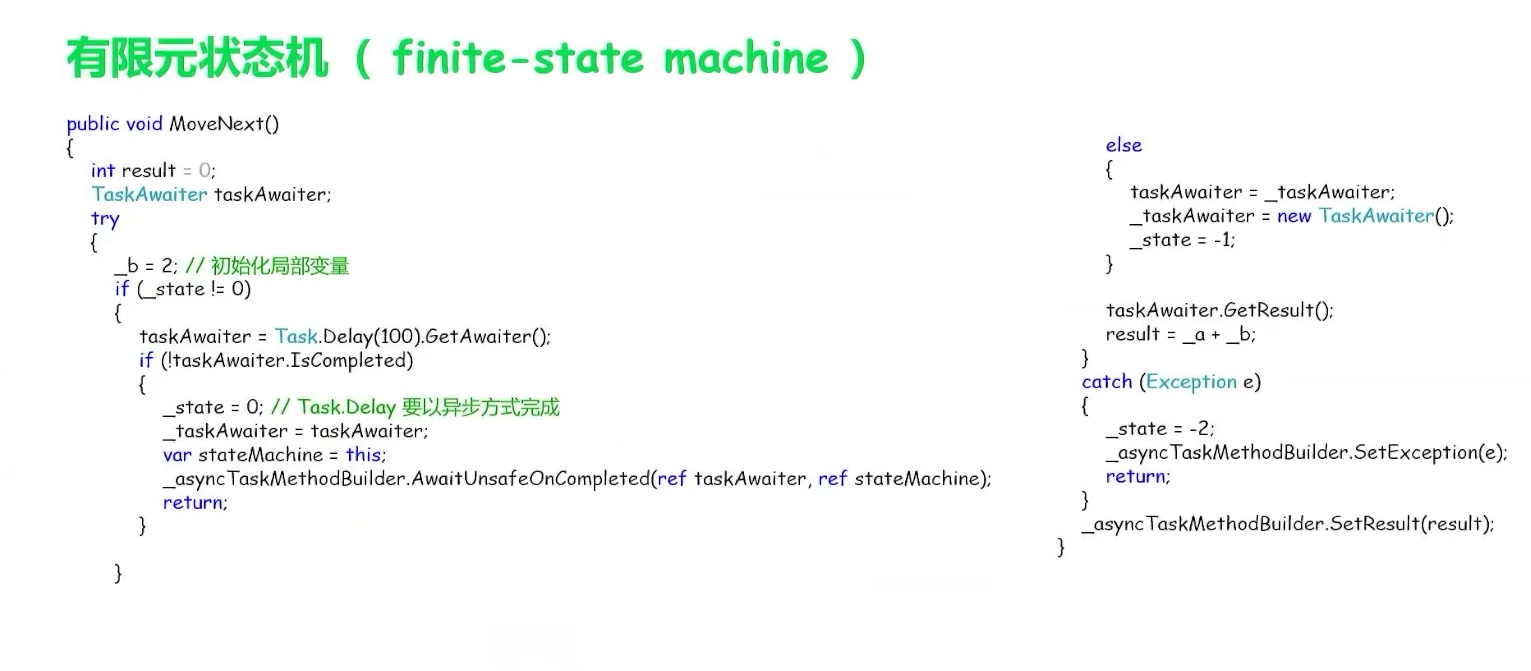 有限元状态机 ( finite-state machine )
public void MoveNext()
{
int result = 0;
TaskAwaiter taskAwaiter;
try
{
_b = 2; // 初始化局部变量
if (_state != 0)
{
taskAwaiter = Task.Delay(100).GetAwaiter();
if (!taskAwaiter.IsCompleted)
{
_state = 0; // Task.Delay 要以异步方式完成
_taskAwaiter = taskAwaiter;
var stateMachine = this;
_asyncTaskMethodBuilder.AwaitUnsafeOnCompleted(ref taskAwaiter, ref stateMachine);
return;
}
}
else
{
taskAwaiter = _taskAwaiter;
_taskAwaiter = new TaskAwaiter();
_state = -1;
}
taskAwaiter.GetResult();
result = _a + _b;
}
catch (Exception e)
{
_state = -2;
_asyncTaskMethodBuilder.SetException(e);
return;
}
_asyncTaskMethodBuilder.SetResult(result);
}